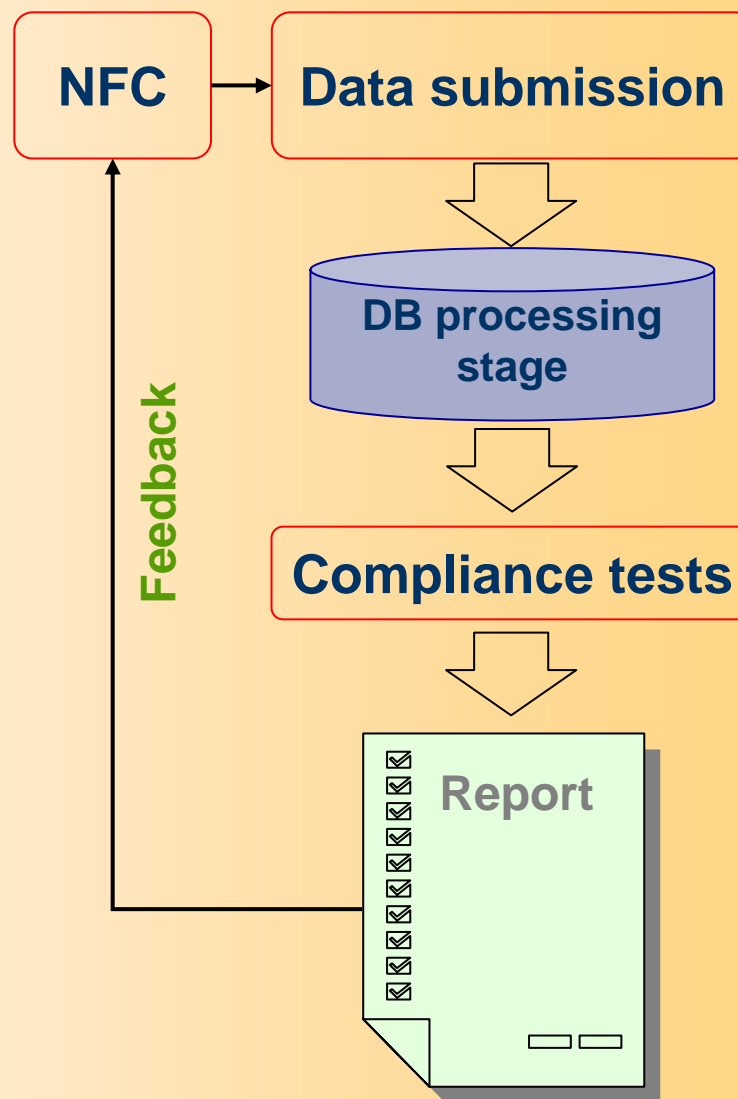 NFC
Data submission
DB processing
stage
Feedback
Compliance tests
Report